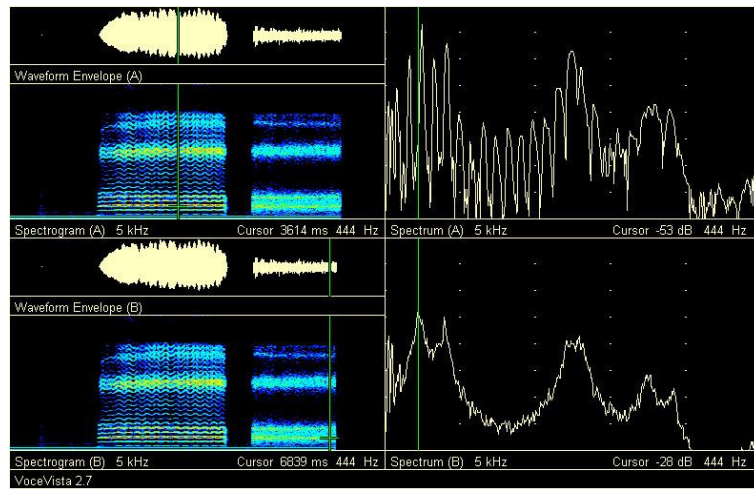 Waveform Envelope (A)
Spectrogram (A) 5 kHz Cursor 3614 ms 444 Hz
Spectrum (A) 5 kHz Cursor -53 dB 444 Hz
Waveform Envelope (B)
Spectrogram (B) 5 kHz Cursor 6839 ms 444 Hz
Spectrum (B) 5 kHz Cursor -28 dB 444 Hz
VoceVista 2.7